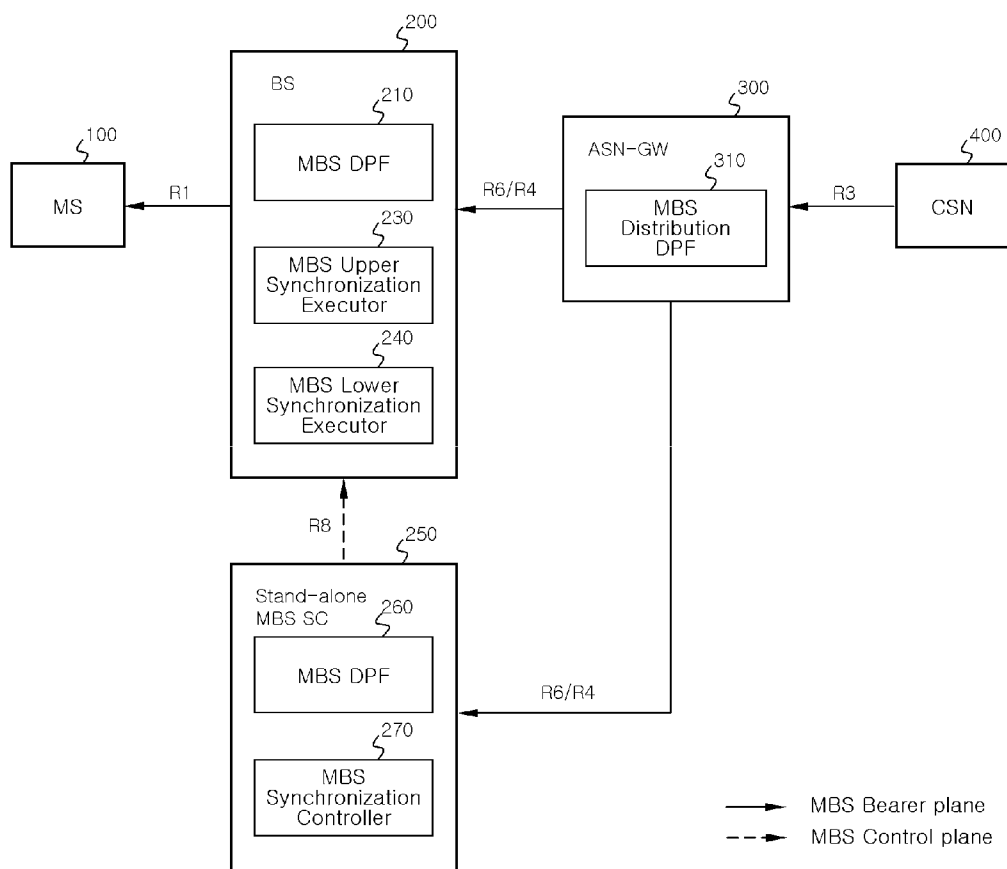 200
BS
210
MBS DPF
300
ASN-GW
310
MBS
Distribution
DPF
400
CSN
100
MS
R1
R6/R4
R3
230
MBS Upper
Synchronization
Executor
240
MBS Lower
Synchronization
Executor
R8
250
Stand-alone
MBS SC
260
MBS DPF
R6/R4
270
MBS
Synchronization
Controller
MBS Bearer plane
MBS Control plane